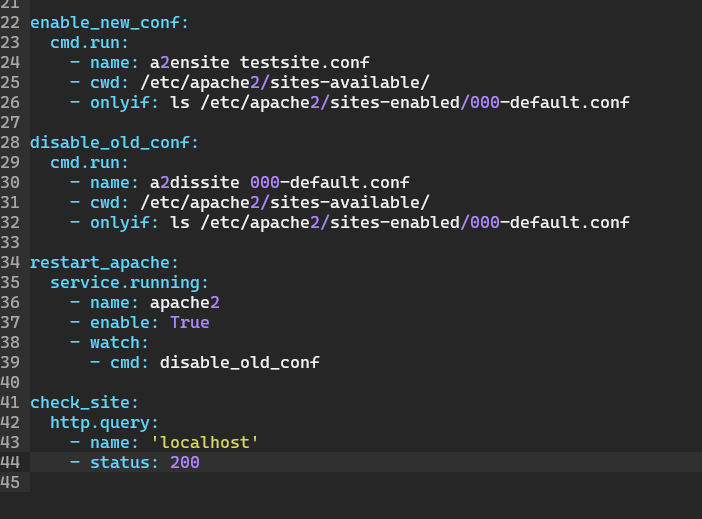 21
22 enable_new_conf:
23   cmd.run:
24     - name: a2ensite testsite.conf
25     - cwd: /etc/apache2/sites-available/
26     - onlyif: ls /etc/apache2/sites-enabled/000-default.conf
27
28 disable_old_conf:
29   cmd.run:
30     - name: a2dissite 000-default.conf
31     - cwd: /etc/apache2/sites-available/
32     - onlyif: ls /etc/apache2/sites-enabled/000-default.conf
33
34 restart_apache:
35   service.running:
36     - name: apache2
37     - enable: True
38     - watch:
39       - cmd: disable_old_conf
40
41 check_site:
42   http.query:
43     - name: 'localhost'
44     - status: 200
45